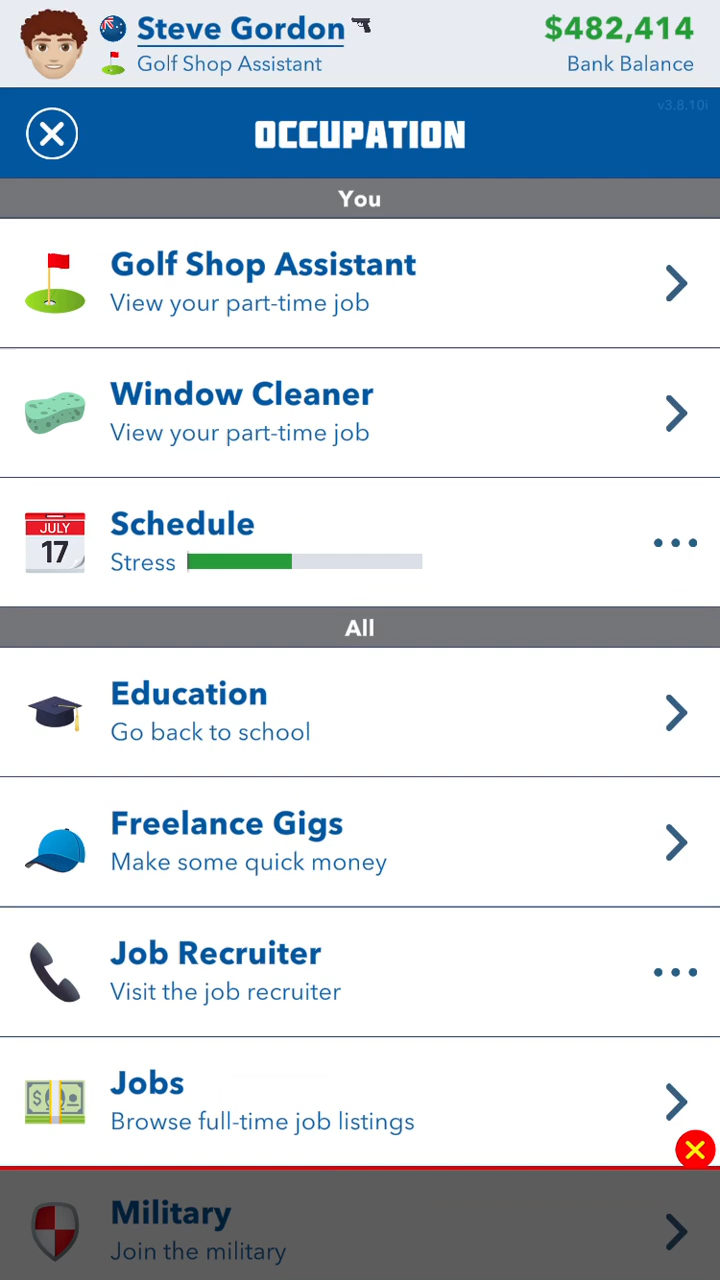 Steve Gordon
$482,414
Golf Shop Assistant
Bank Balance
v3.8.10i
OCCUPATION
You
Golf Shop Assistant
View your part-time job
Window Cleaner
View your part-time job
JULY
17
Schedule
Stress
All
Education
Go back to school
Freelance Gigs
Make some quick money
Job Recruiter
Visit the job recruiter
Jobs
Browse full-time job listings
Military
Join the military